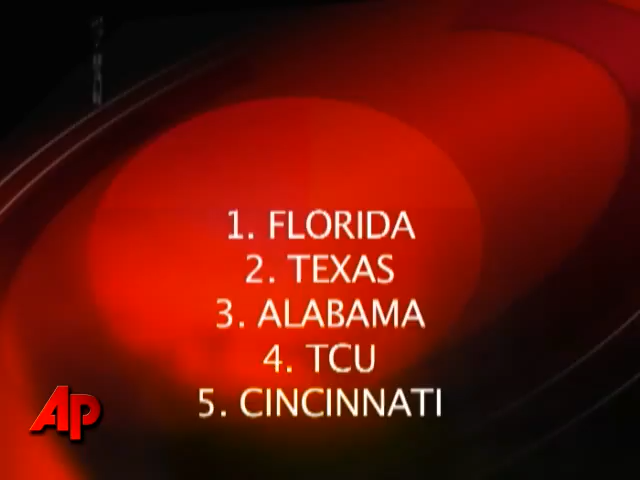 1. FLORIDA
2. TEXAS
3. ALABAMA
4. TCU
5. CINCINNATI
AP